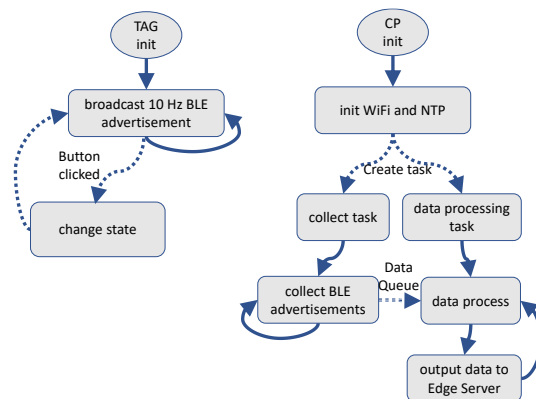 TAG
init
broadcast 10 Hz BLE
advertisement
Button
clicked
change state
CP
init
init WiFi and NTP
Create task
collect task
data processing
task
collect BLE
advertisements
Data
Queue
data process
output data to
Edge Server